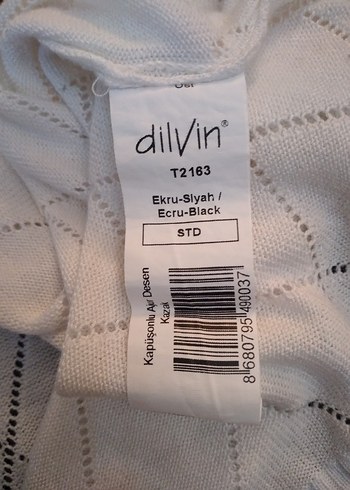 dilvin®
T2163
Ekru-Siyah /
Ecru-Black
STD
Kapüşonlu Ajur Desen
Kazak
8 680795 490037